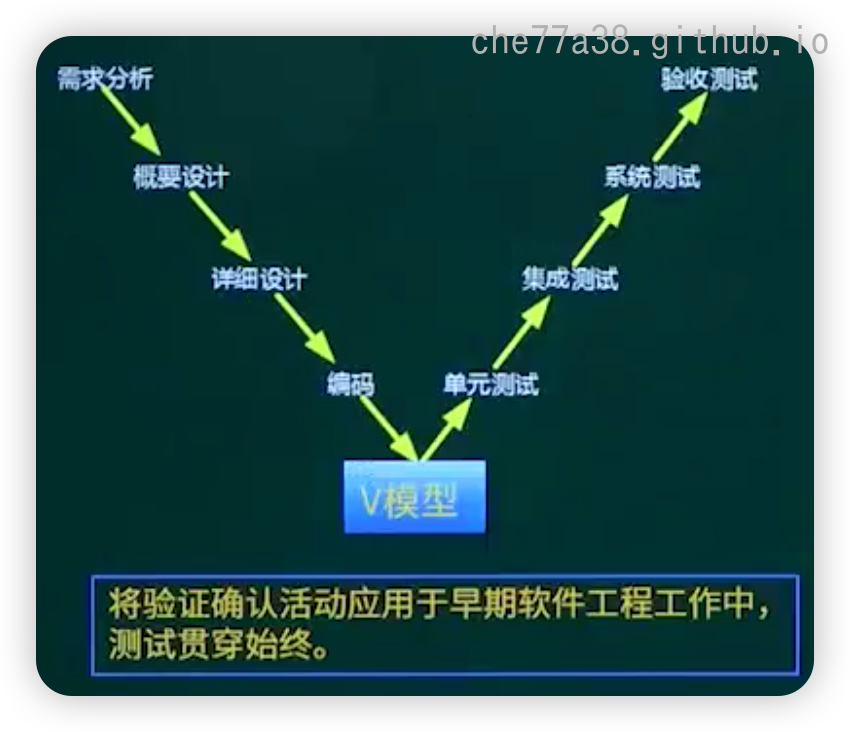 che77a38.github.io
需求分析
验收测试
概要设计
系统测试
详细设计
集成测试
编码
单元测试
V模型
将验证确认活动应用于早期软件工程工作中，
测试贯穿始终。